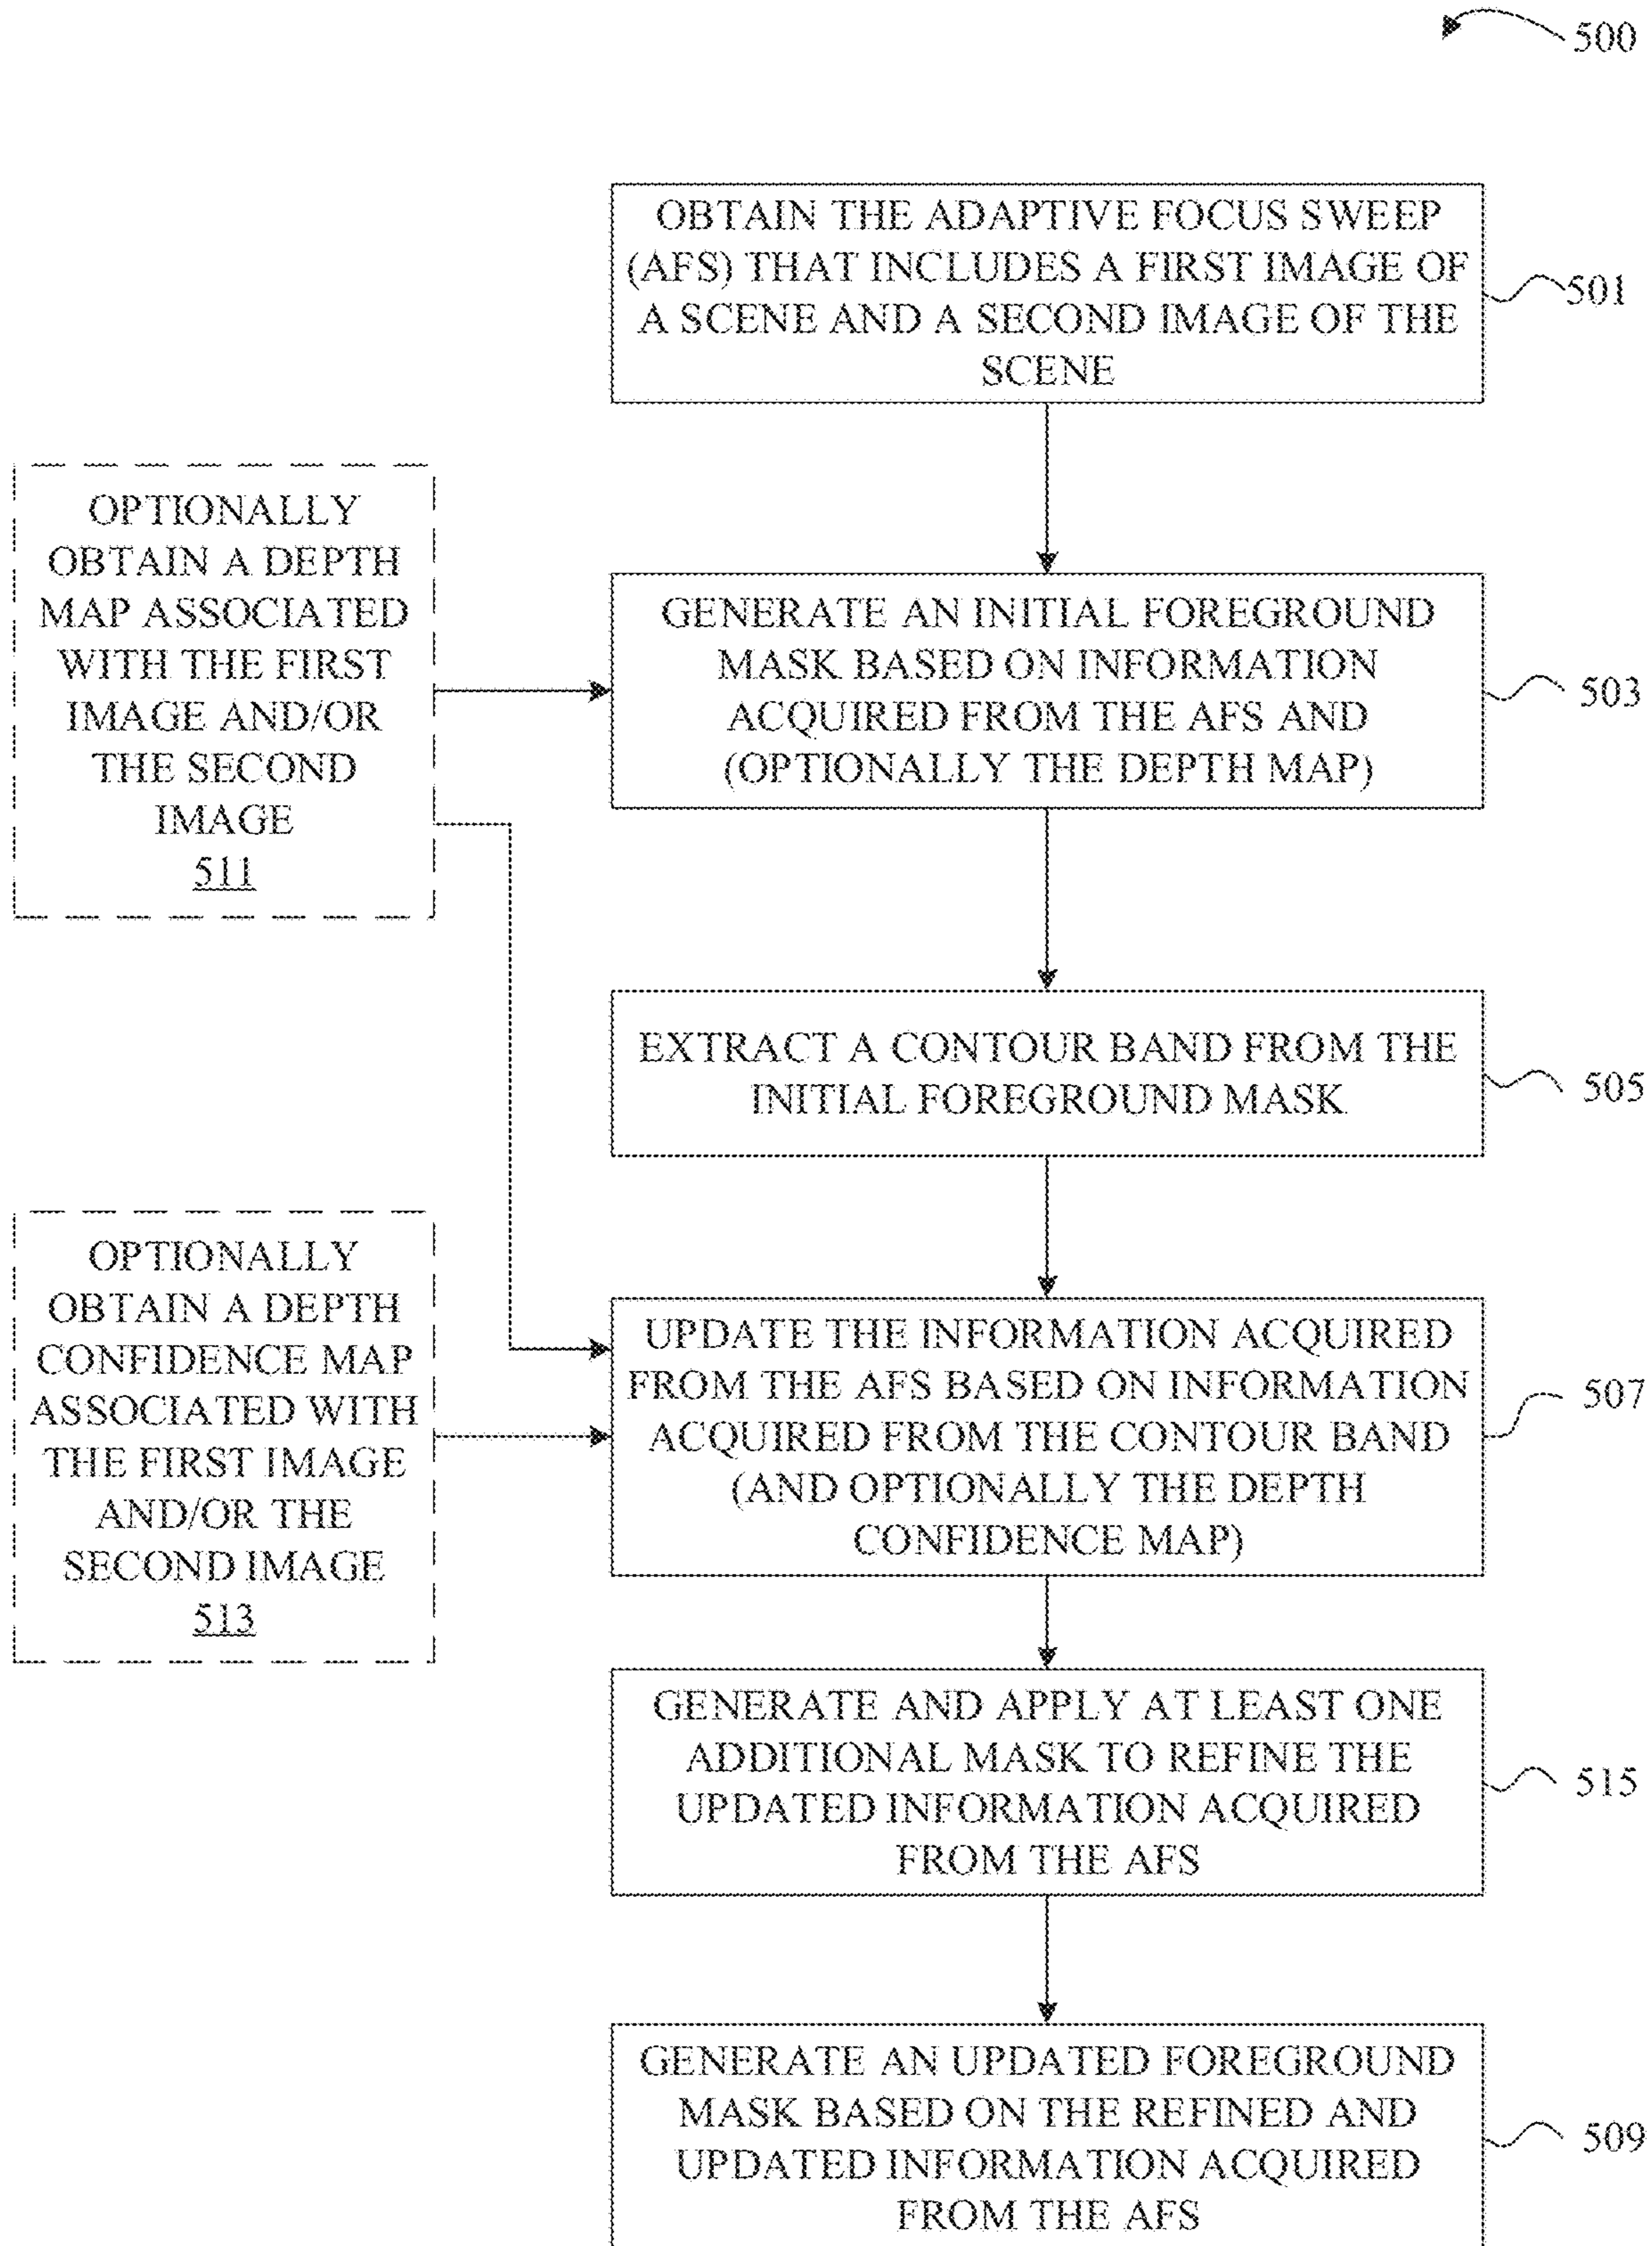 500
OBTAIN THE ADAPTIVE FOCUS SWEEP
(AFS) THAT INCLUDES A FIRST IMAGE OF
A SCENE AND A SECOND IMAGE OF THE
SCENE
501
OPTIONALLY
OBTAIN A DEPTH
MAP ASSOCIATED
WITH THE FIRST
IMAGE AND/OR
THE SECOND
IMAGE
511
GENERATE AN INITIAL FOREGROUND
MASK BASED ON INFORMATION
ACQUIRED FROM THE AFS AND
(OPTIONALLY THE DEPTH MAP)
503
EXTRACT A CONTOUR BAND FROM THE
INITIAL FOREGROUND MASK
505
OPTIONALLY
OBTAIN A DEPTH
CONFIDENCE MAP
ASSOCIATED WITH
THE FIRST IMAGE
AND/OR THE
SECOND IMAGE
513
UPDATE THE INFORMATION ACQUIRED
FROM THE AFS BASED ON INFORMATION
ACQUIRED FROM THE CONTOUR BAND
(AND OPTIONALLY THE DEPTH
CONFIDENCE MAP)
507
GENERATE AND APPLY AT LEAST ONE
ADDITIONAL MASK TO REFINE THE
UPDATED INFORMATION ACQUIRED
FROM THE AFS
515
GENERATE AN UPDATED FOREGROUND
MASK BASED ON THE REFINED AND
UPDATED INFORMATION ACQUIRED
FROM THE AFS
509